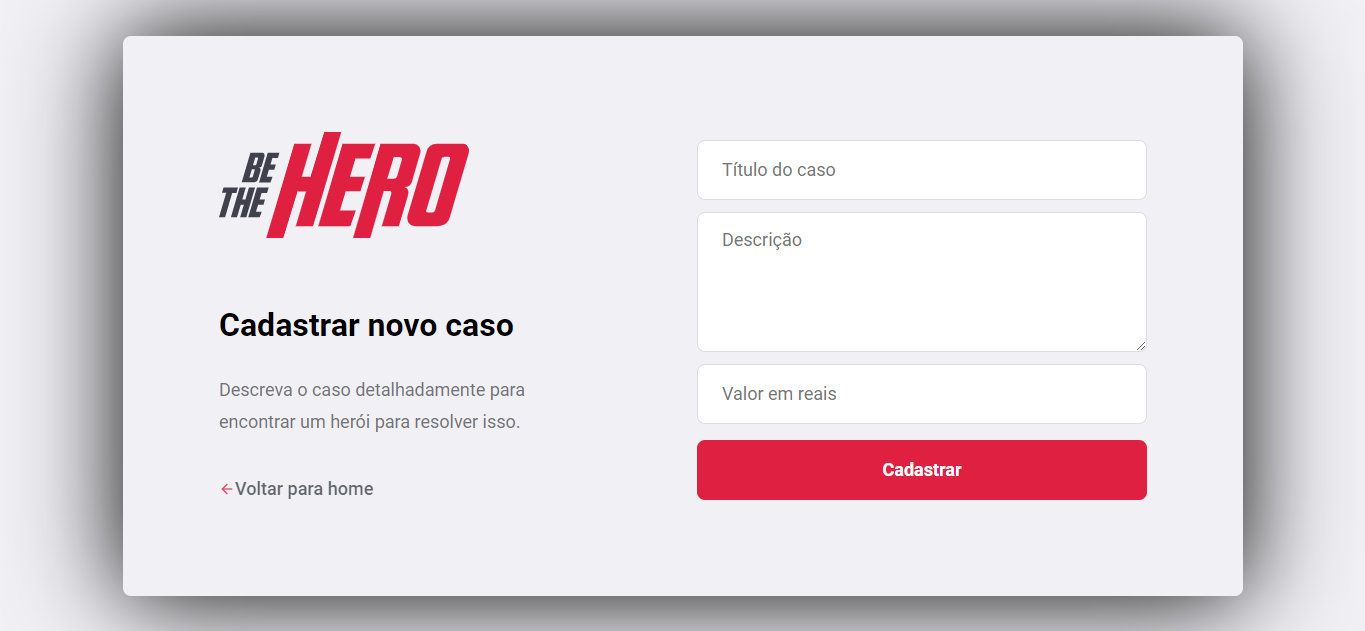 BE
THE HERO
Cadastrar novo caso
Descreva o caso detalhadamente para
encontrar um herói para resolver isso.
Voltar para home
Título do caso
Descrição
Valor em reais
Cadastrar